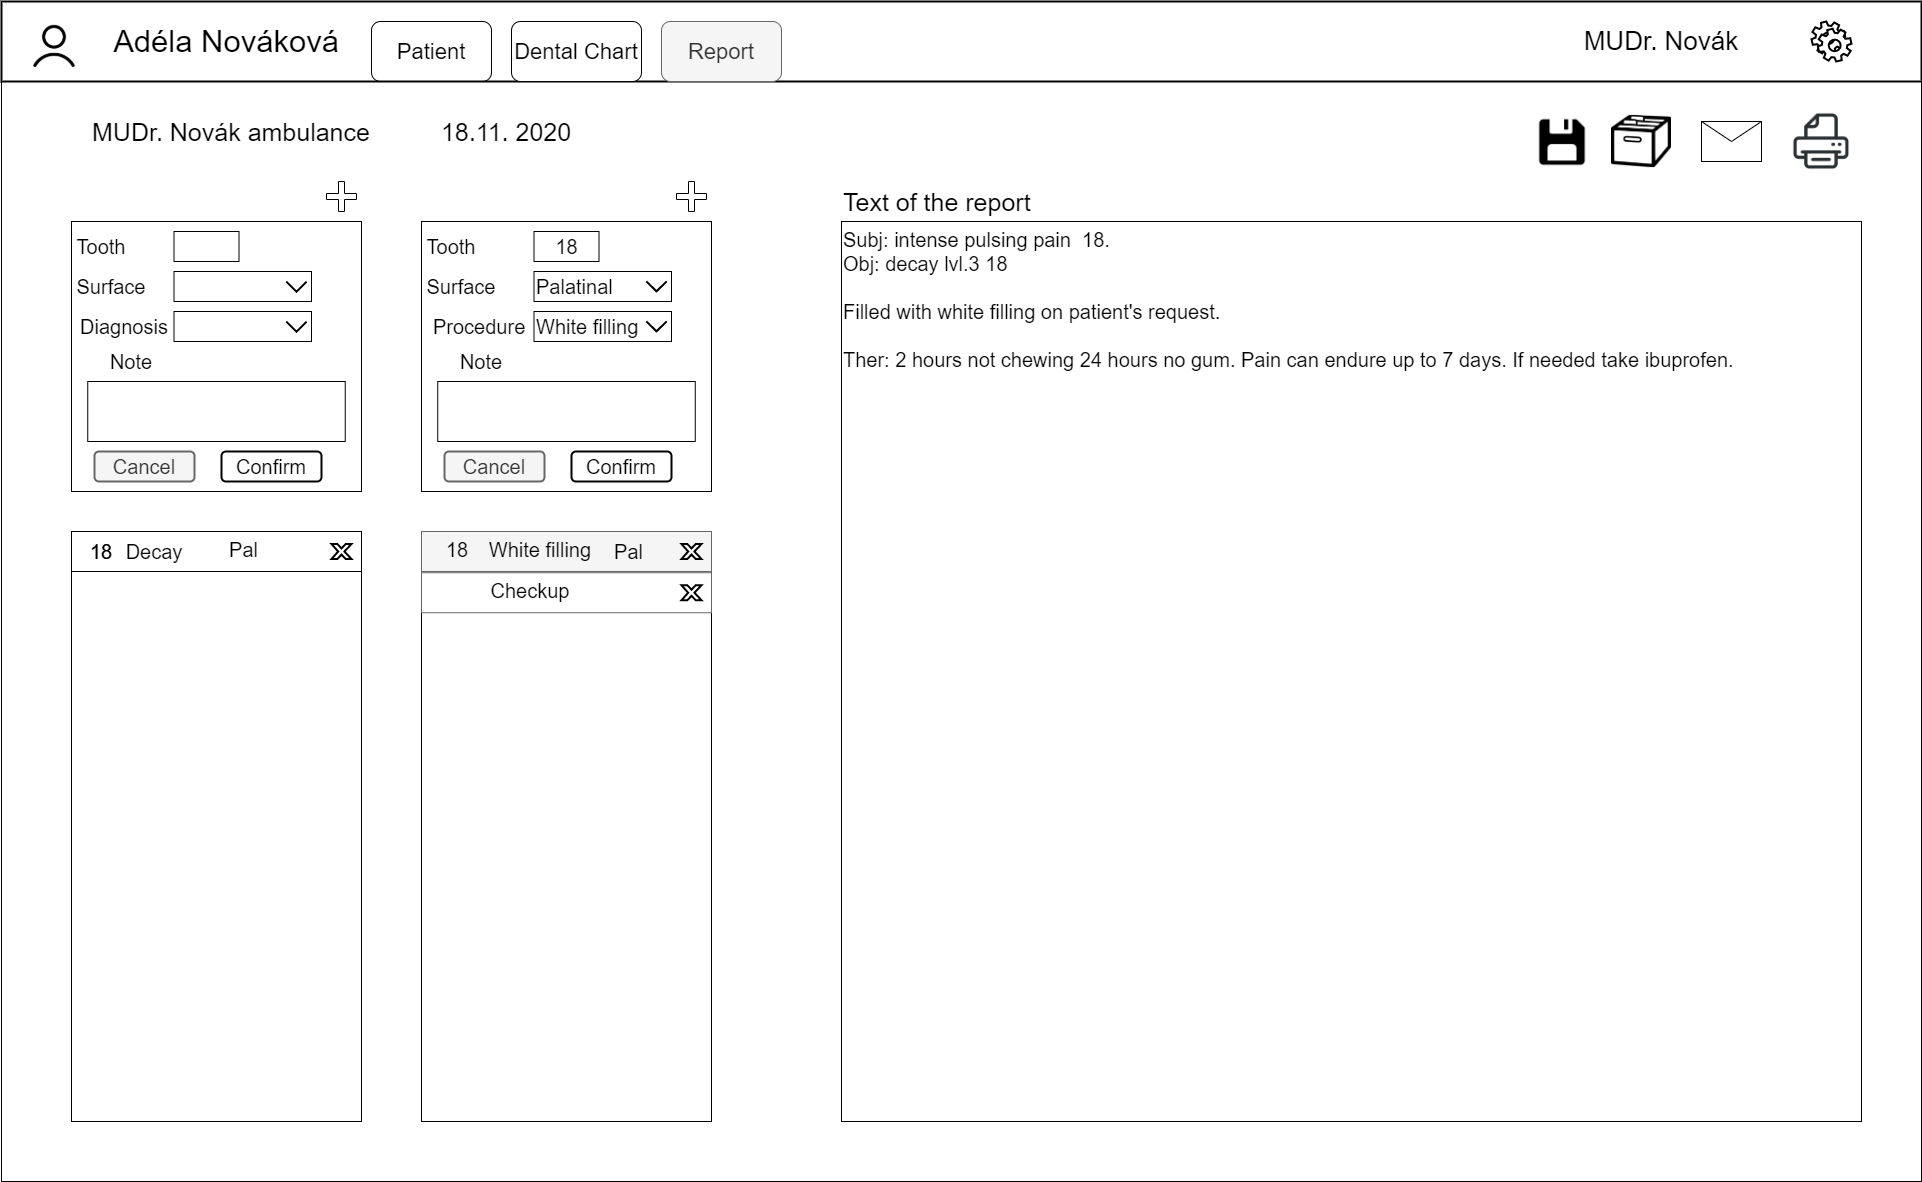 Adéla Nováková
Patient
Dental Chart
Report
MUDr. Novák
MUDr. Novák ambulance
18.11. 2020
Tooth
Surface
Diagnosis
Note
Cancel
Confirm
Tooth
18
Surface
Palatinal
Procedure
White filling
Note
Cancel
Confirm
18 Decay Pal
18 White filling Pal
Checkup
Text of the report
Subj: intense pulsing pain  18.
Obj: decay lvl.3 18
Filled with white filling on patient's request.
Ther: 2 hours not chewing 24 hours no gum. Pain can endure up to 7 days. If needed take ibuprofen.